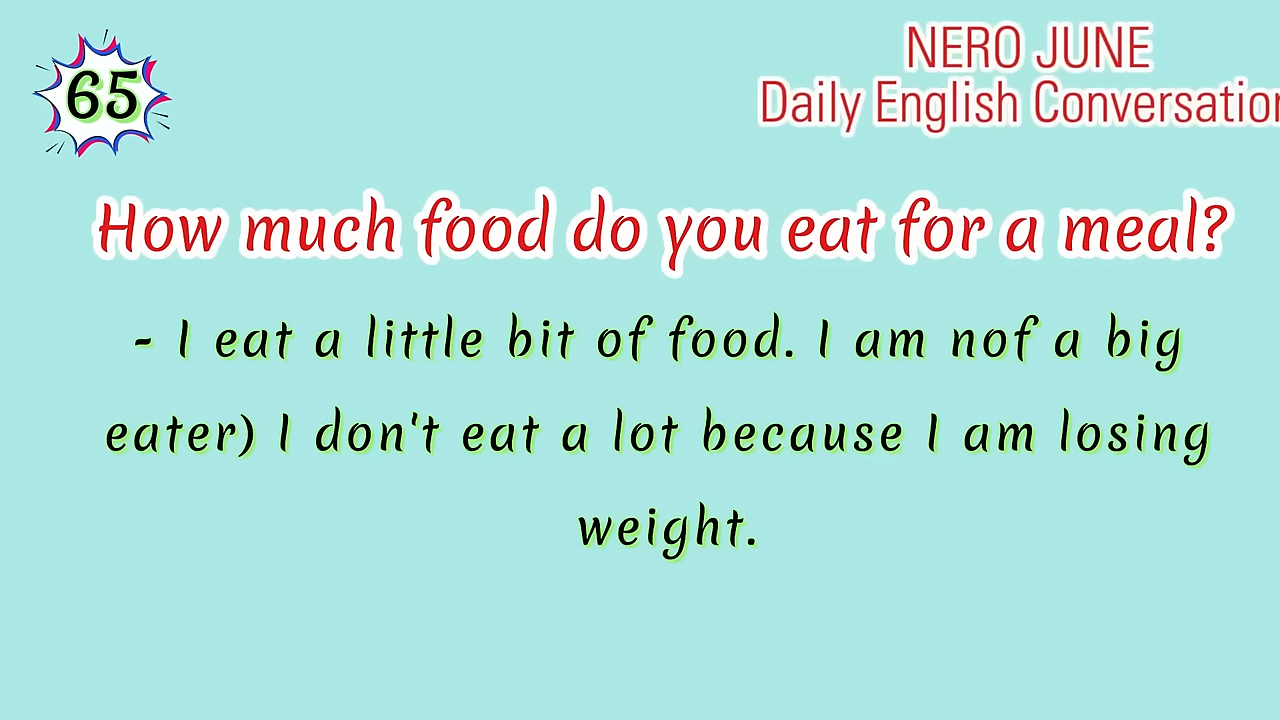 65
NERO JUNE
Daily English Conversation
How much food do you eat for a meal?
- I eat a little bit of food. I am nof a big
eater) I don't eat a lot because I am losing
weight.